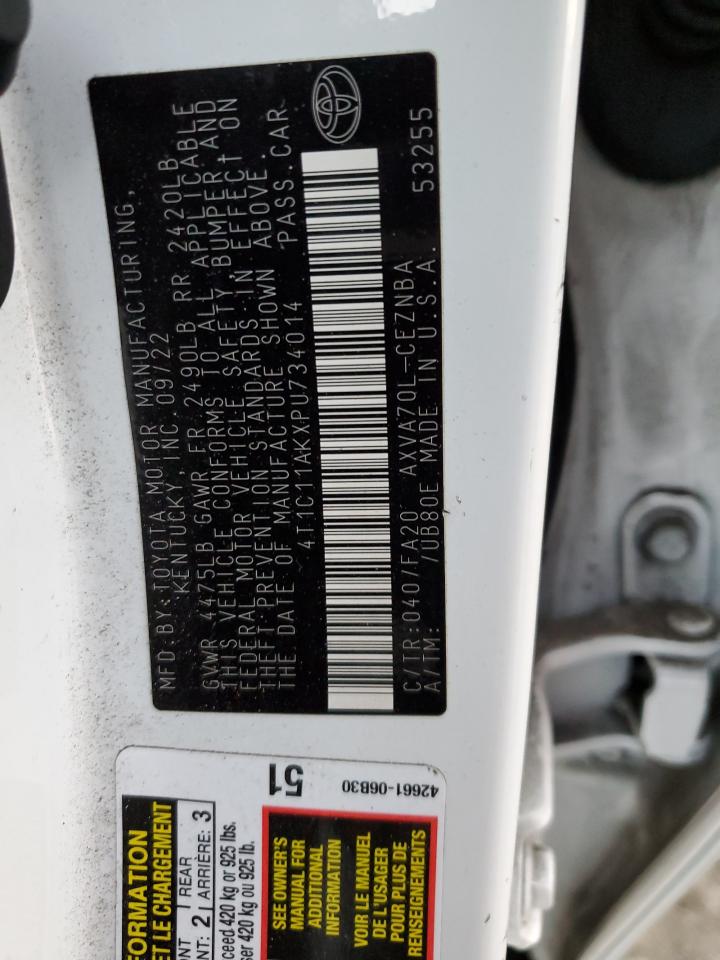 MFD.BY:TOYOTA MOTOR MANUFACTURING,
KENTUCKY INC. 09/22
GVWR 4475LB GAWR FR 2490LB RR 2420LB
THIS VEHICLE CONFORMS TO ALL APPLICABLE
FEDERAL MOTOR VEHICLE SAFETY, BUMPER AND
THEFT PREVENTION STANDARDS IN EFFECT ON
THE DATE OF MANUFACTURE SHOWN ABOVE.
4T1C11AKXPU734014 PASS.CAR
C/TR:040/FA20 AXVA70L-CEZNBA
A/TM: /UB80E MADE IN U.S.A. 53255
51
42661-06B30
ET LE CHARGEMENT
REAR
ARRIÈRE: 3
2
420 kg or 925 lbs.
420 kg ou 925 lb.
SEE OWNER'S
MANUAL FOR
ADDITIONAL
INFORMATION
VOIR LE MANUEL
DE L'USAGER
POUR PLUS DE
RENSEIGNEMENTS